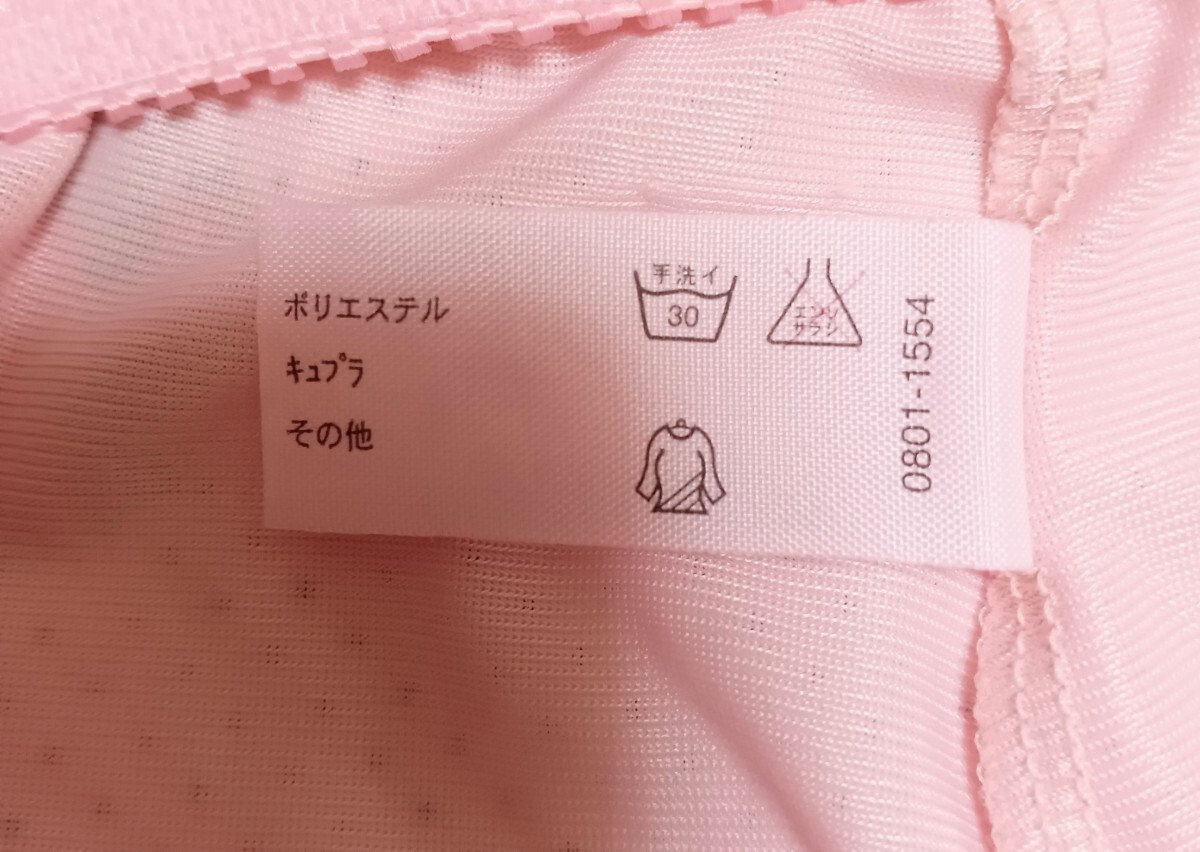 ポリエステル
キュプラ
その他
手洗イ
30
エンソ
サラシ
0801-1554